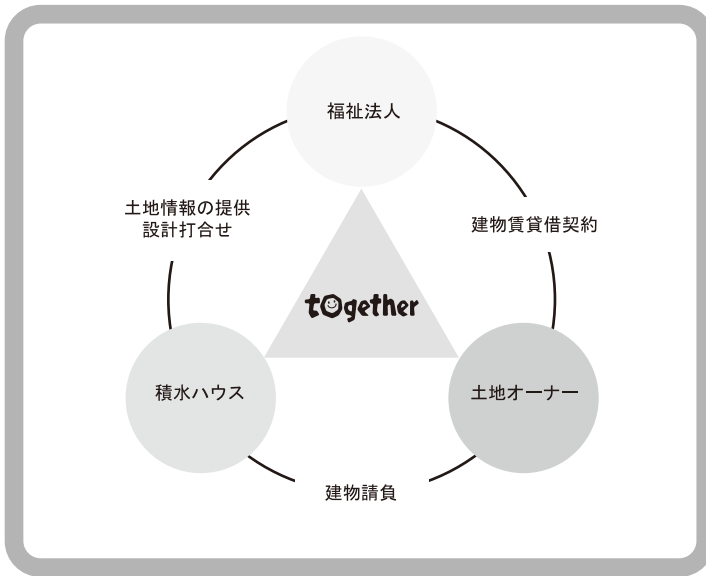 福祉法人
土地情報の提供
設計打合せ
建物賃貸借契約
together
積水ハウス
土地オーナー
建物請負